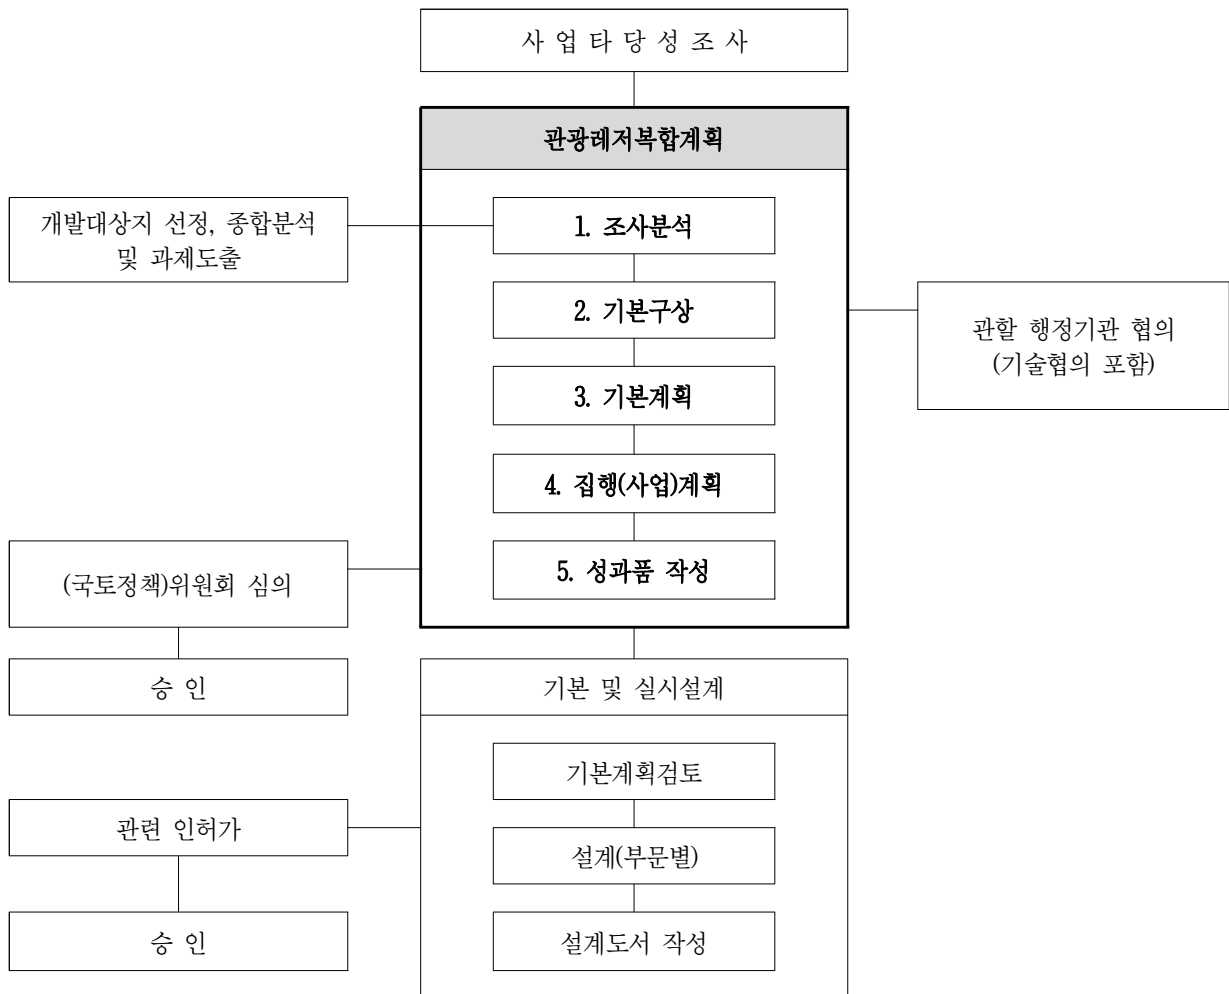 사 업 타 당 성 조 사
관광레저복합계획
개발대상지 선정, 종합분석
및 과제도출
1. 조사분석
2. 기본구상
관할 행정기관 협의
(기술협의 포함)
3. 기본계획
4. 집행(사업)계획
5. 성과품 작성
(국토정책)위원회 심의
승 인
기본 및 실시설계
기본계획검토
관련 인허가
설계(부문별)
승 인
설계도서 작성